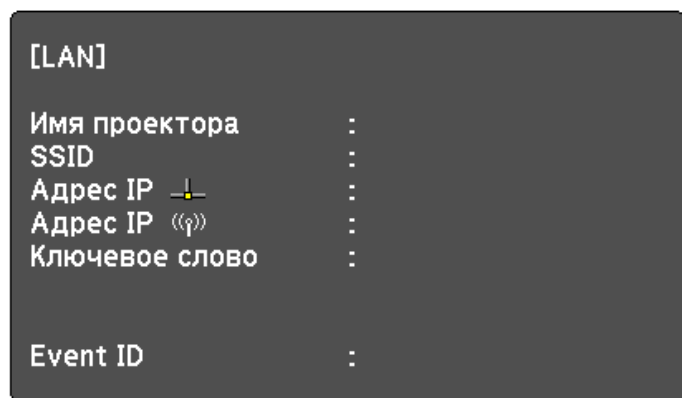 [LAN]
Имя проектора :
SSID :
Адрес IP :
Адрес IP :
Ключевое слово :
Event ID :